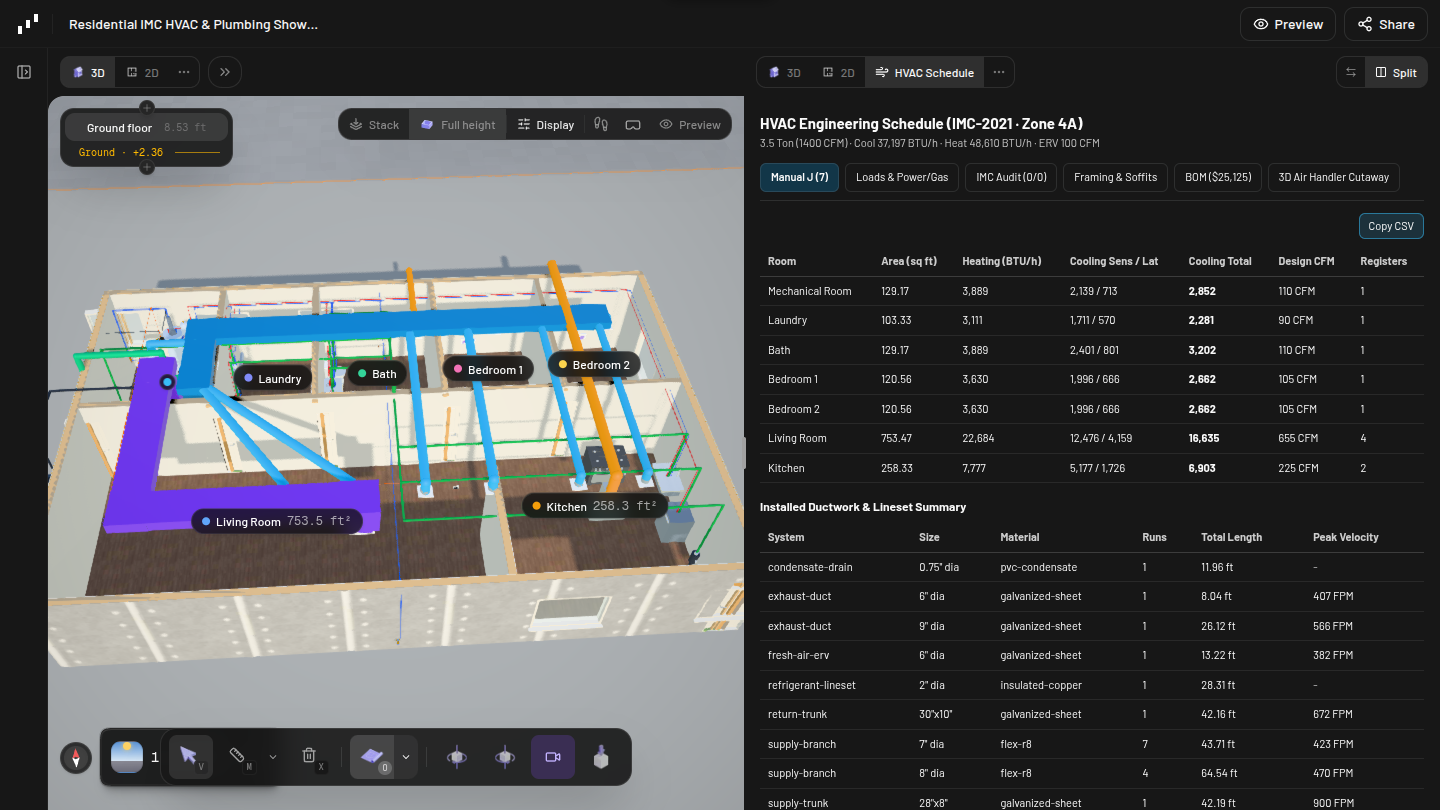 Residential IMC HVAC & Plumbing Show...
Preview
Share
3D
2D
3D
2D
HVAC Schedule
Split
Ground floor 8.53 ft
Ground · +2.36
Stack
Full height
Display
Preview
Laundry
Bath
Bedroom 1
Bedroom 2
Living Room 753.5 ft²
Kitchen 258.3 ft²
1
V
M
X
O
HVAC Engineering Schedule (IMC-2021 · Zone 4A)
3.5 Ton (1400 CFM) · Cool 37,197 BTU/h · Heat 48,610 BTU/h · ERV 100 CFM
Manual J (7)
Loads & Power/Gas
IMC Audit (0/0)
Framing & Soffits
BOM ($25,125)
3D Air Handler Cutaway
Copy CSV
Room Area (sq ft) Heating (BTU/h) Cooling Sens / Lat Cooling Total Design CFM Registers
Mechanical Room 129.17 3,889 2,139 / 713 2,852 110 CFM 1
Laundry 103.33 3,111 1,711 / 570 2,281 90 CFM 1
Bath 129.17 3,889 2,401 / 801 3,202 110 CFM 1
Bedroom 1 120.56 3,630 1,996 / 666 2,662 105 CFM 1
Bedroom 2 120.56 3,630 1,996 / 666 2,662 105 CFM 1
Living Room 753.47 22,684 12,476 / 4,159 16,635 655 CFM 4
Kitchen 258.33 7,777 5,177 / 1,726 6,903 225 CFM 2
Installed Ductwork & Lineset Summary
System Size Material Runs Total Length Peak Velocity
condensate-drain 0.75" dia pvc-condensate 1 11.96 ft -
exhaust-duct 6" dia galvanized-sheet 1 8.04 ft 407 FPM
exhaust-duct 9" dia galvanized-sheet 1 26.12 ft 566 FPM
fresh-air-erv 6" dia galvanized-sheet 1 13.22 ft 382 FPM
refrigerant-lineset 2" dia insulated-copper 1 28.31 ft -
return-trunk 30"x10" galvanized-sheet 1 42.16 ft 672 FPM
supply-branch 7" dia flex-r8 7 43.71 ft 423 FPM
supply-branch 8" dia flex-r8 4 64.54 ft 470 FPM
supply-trunk 28"x8" galvanized-sheet 1 42.19 ft 900 FPM